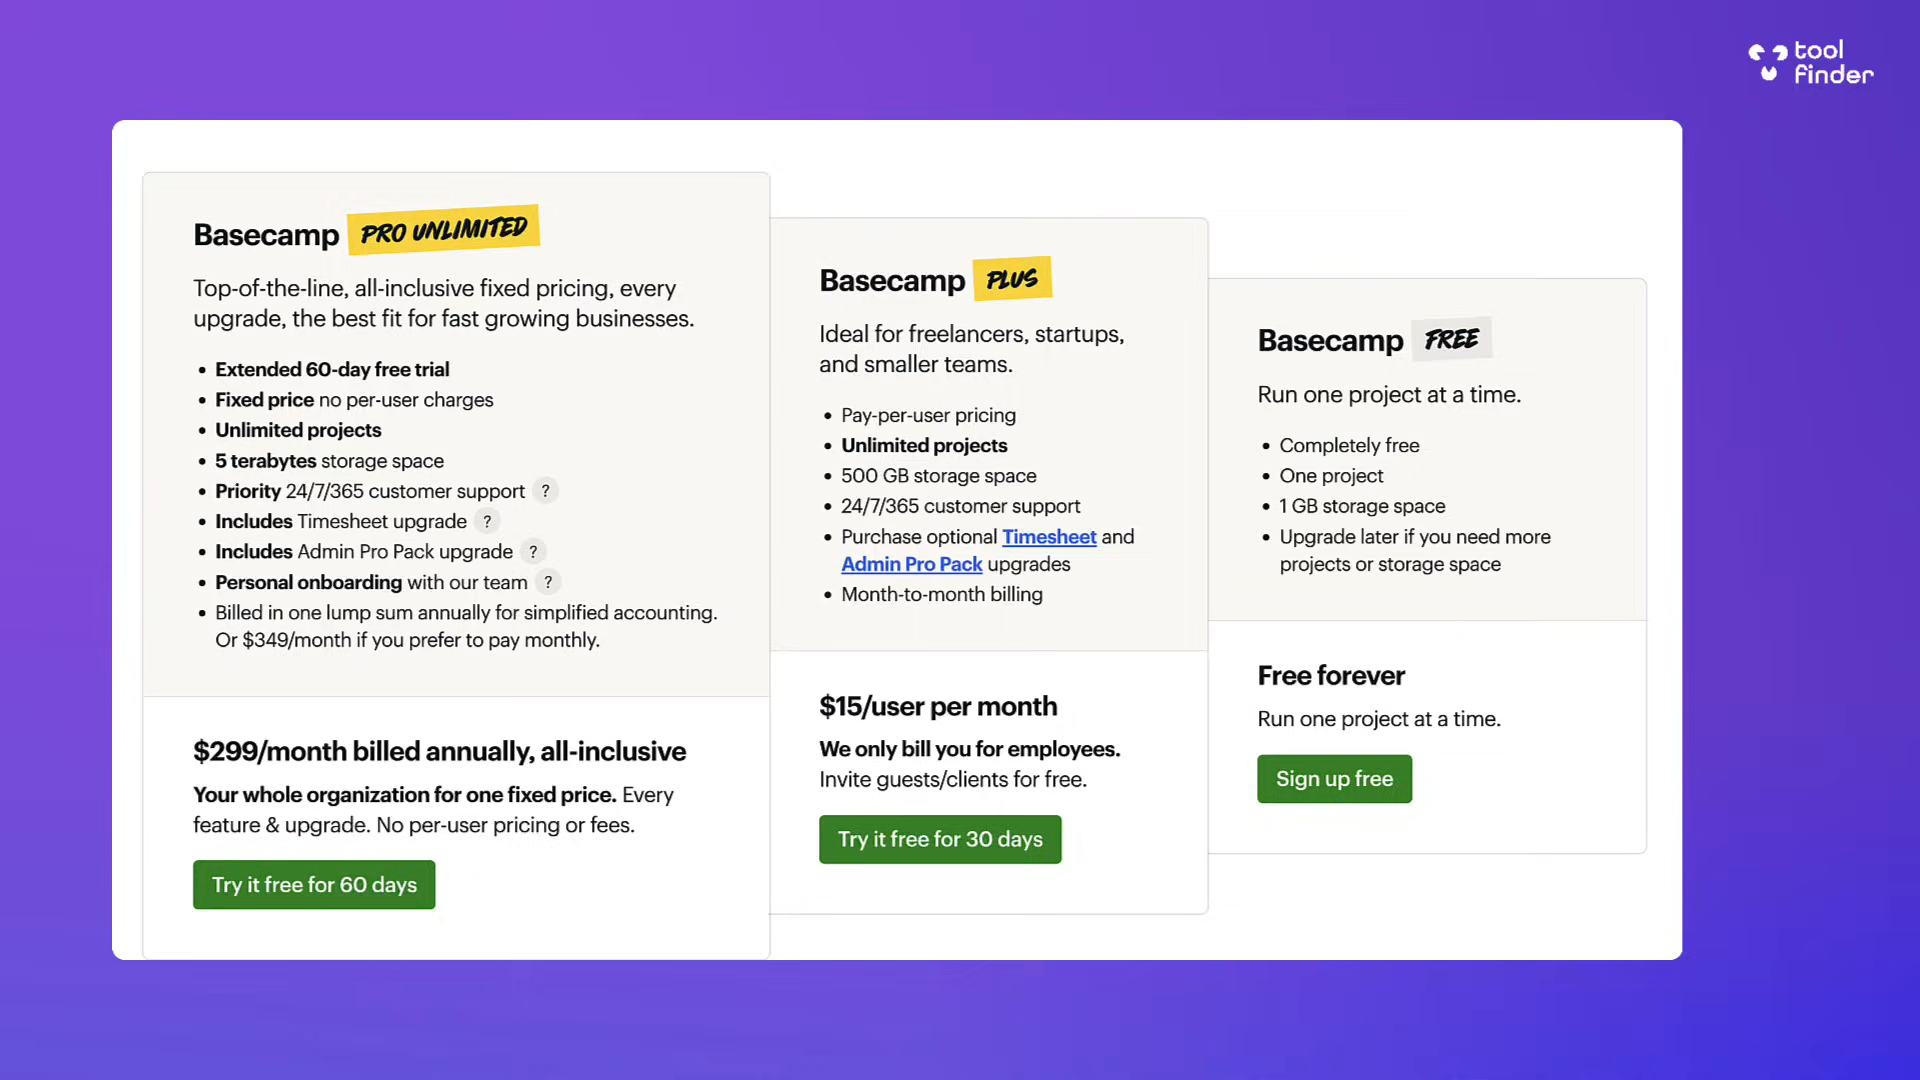 tool
finder
Basecamp PRO UNLIMITED
Top-of-the-line, all-inclusive fixed pricing, every
upgrade, the best fit for fast growing businesses.
• Extended 60-day free trial
• Fixed price no per-user charges
• Unlimited projects
• 5 terabytes storage space
• Priority 24/7/365 customer support ?
• Includes Timesheet upgrade ?
• Includes Admin Pro Pack upgrade ?
• Personal onboarding with our team ?
• Billed in one lump sum annually for simplified accounting.
Or $349/month if you prefer to pay monthly.
$299/month billed annually, all-inclusive
Your whole organization for one fixed price. Every
feature & upgrade. No per-user pricing or fees.
Try it free for 60 days
Basecamp PLUS
Ideal for freelancers, startups,
and smaller teams.
• Pay-per-user pricing
• Unlimited projects
• 500 GB storage space
• 24/7/365 customer support
• Purchase optional Timesheet and
Admin Pro Pack upgrades
• Month-to-month billing
$15/user per month
We only bill you for employees.
Invite guests/clients for free.
Try it free for 30 days
Basecamp FREE
Run one project at a time.
• Completely free
• One project
• 1 GB storage space
• Upgrade later if you need more
projects or storage space
Free forever
Run one project at a time.
Sign up free